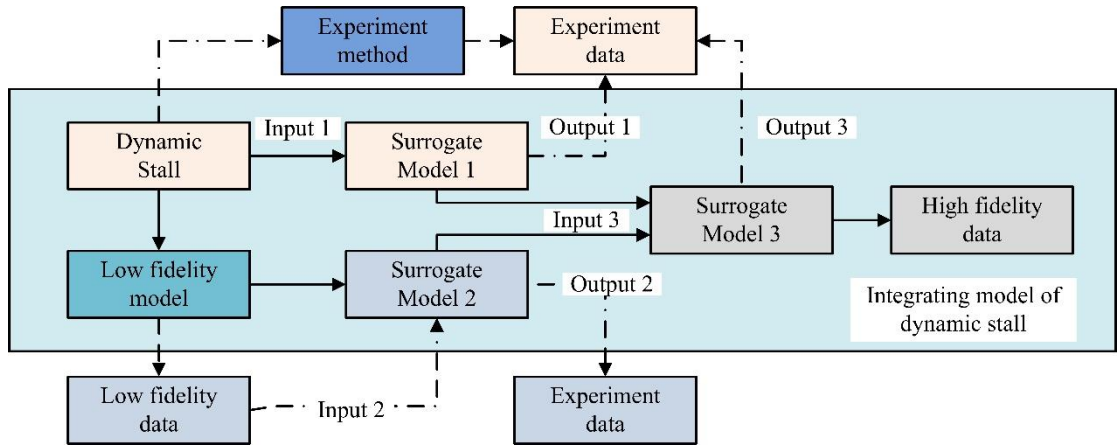 Experiment
method
Experiment
data
Dynamic
Stall
Input 1
Surrogate
Model 1
Output 1
Output 3
Surrogate
Model 3
High fidelity
data
Input 3
Low fidelity
model
Surrogate
Model 2
Output 2
Integrating model of
dynamic stall
Low fidelity
data
Input 2
Experiment
data